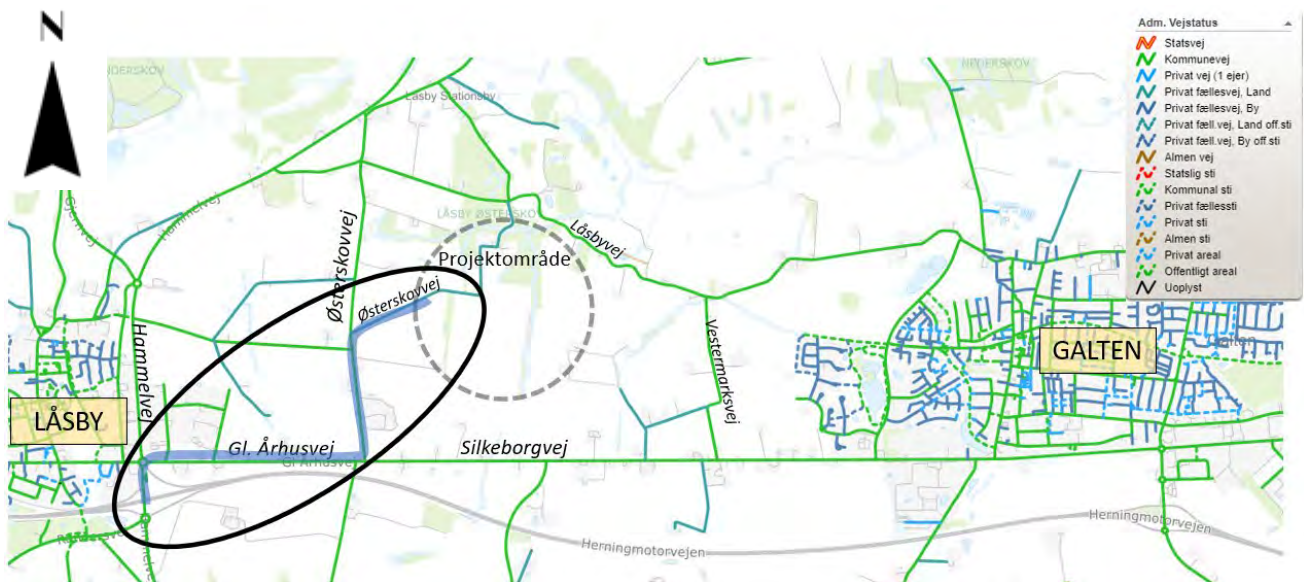 N
Adm. Vejstatus
Statsvej
Kommunevej
Privat vej (1 ejer)
Privat fællesvej, Land
Privat fællesvej, By
Privat fæll.vej, Land off.sti
Privat fæll.vej, By off.sti
Almen vej
Statslig sti
Kommunal sti
Privat fællessti
Privat sti
Almen sti
Privat areal
Offentligt areal
Uoplyst
NEDERSKOV
Låsby Stationsby
Gjernvej
Hammelvej
LÅSBY ØSTERSKOV
Låsbyvej
Projektområde
Østerskovvej
Østerskovvej
Hammelvej
Vestermarksvej
GALTEN
Galten
LÅSBY
Gl. Århusvej
Silkeborgvej
Gl Århusvej
Herningmotorvejen
Herningmotorvejen